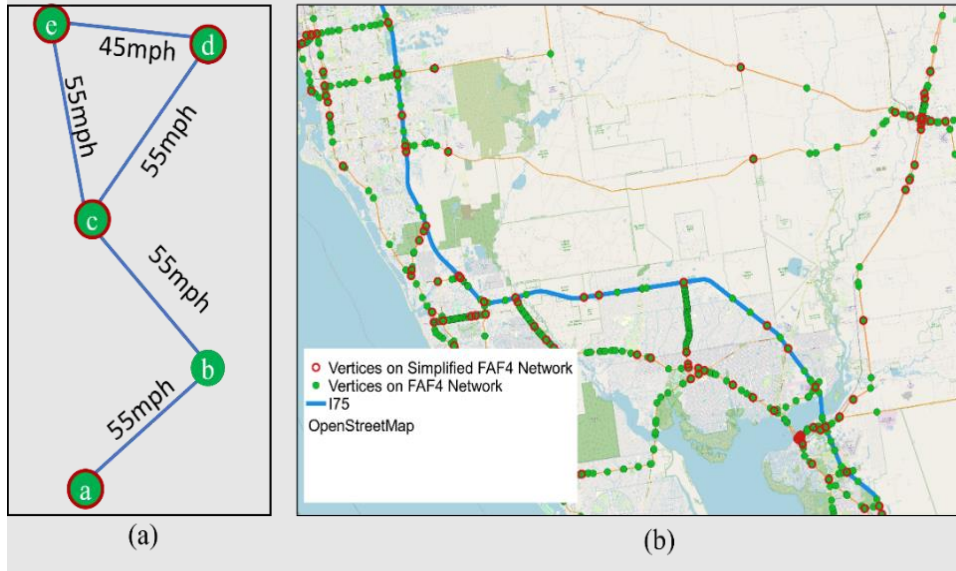 e
45mph
d
55mph
55mph
c
55mph
b
55mph
a
(a)
Vertices on Simplified FAF4 Network
Vertices on FAF4 Network
I75
OpenStreetMap
(b)